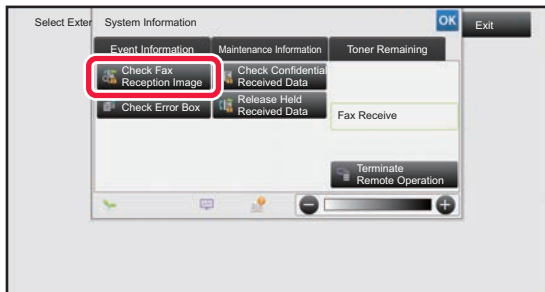 Select Exter
System Information
OK
Exit
Event Information
Maintenance Information
Toner Remaining
Check Fax
Reception Image
Check Confidential
Received Data
Check Error Box
Release Held
Received Data
Fax Receive
Terminate
Remote Operation